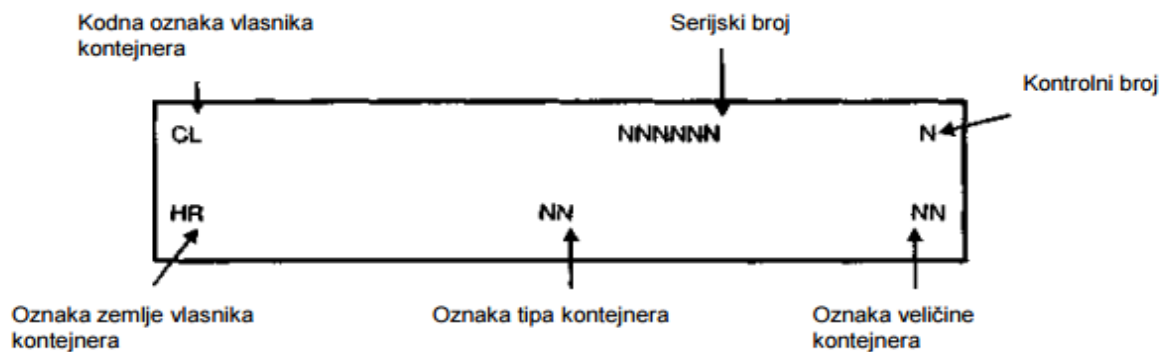 Kodna oznaka vlasnika
kontejnera
Serijski broj
Kontrolni broj
CL
NNNNNN
N
HR
NN
NN
Oznaka zemlje vlasnika
kontejnera
Oznaka tipa kontejnera
Oznaka veličine
kontejnera